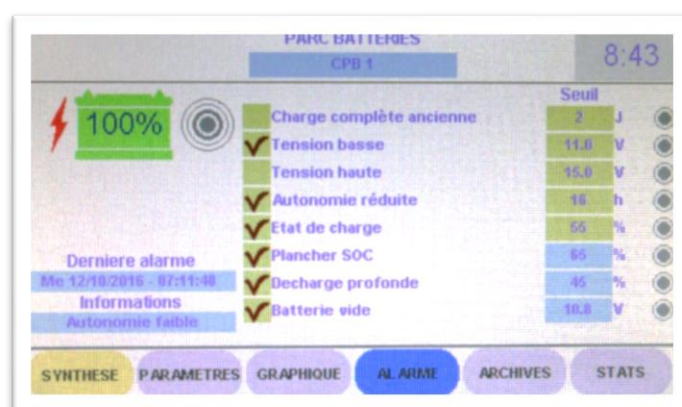 PARC BATTERIES
CPB 1
8:43
100%
Seuil
Charge complète ancienne 2 J
Tension basse 11.0 V
Tension haute 15.0 V
Autonomie réduite 16 h
Etat de charge 55 %
Plancher SOC 65 %
Decharge profonde 45 %
Batterie vide 10.8 V
Derniere alarme
Me 12/10/2016 - 07:11:48
Informations
Autonomie faible
SYNTHESE PARAMETRES GRAPHIQUE ALARME ARCHIVES STATS